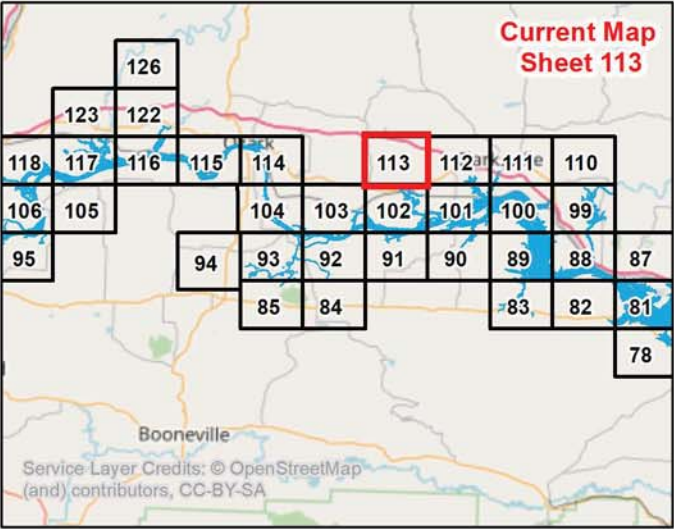 Current Map
Sheet 113
126
123 122
118 117 116 115 114 113 112 111 110
106 105 104 103 102 101 100 99
95 94 93 92 91 90 89 88 87
85 84 83 82 81
78
Booneville
Service Layer Credits: © OpenStreetMap
(and) contributors, CC-BY-SA